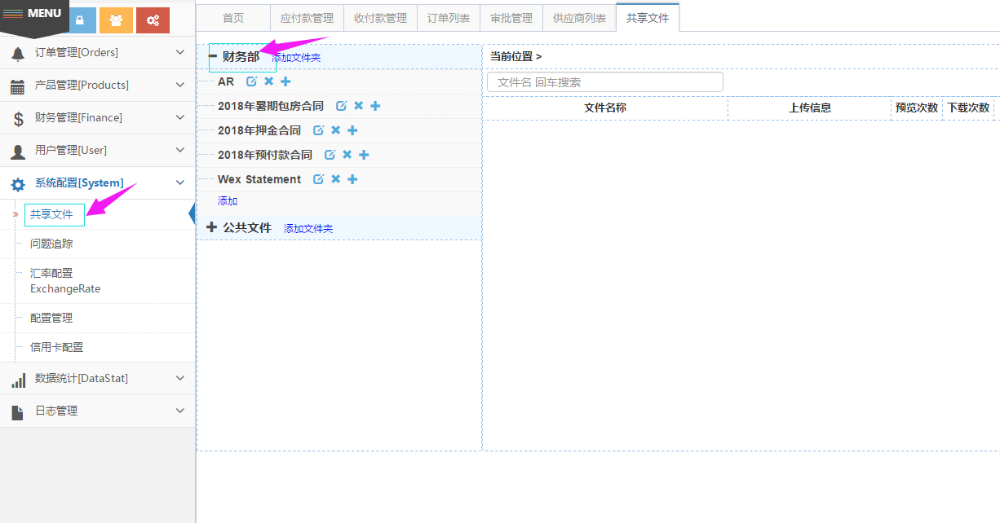 MENU
首页
应付款管理
收付款管理
订单列表
审批管理
供应商列表
共享文件
订单管理[Orders]
产品管理[Products]
财务管理[Finance]
用户管理[User]
系统配置[System]
» 共享文件
问题追踪
汇率配置
ExchangeRate
配置管理
信用卡配置
数据统计[DataStat]
日志管理
财务部 添加文件夹
AR
2018年暑期包房合同
2018年押金合同
2018年预付款合同
Wex Statement
添加
公共文件 添加文件夹
当前位置 >
文件名 回车搜索
文件名称 上传信息 预览次数 下载次数